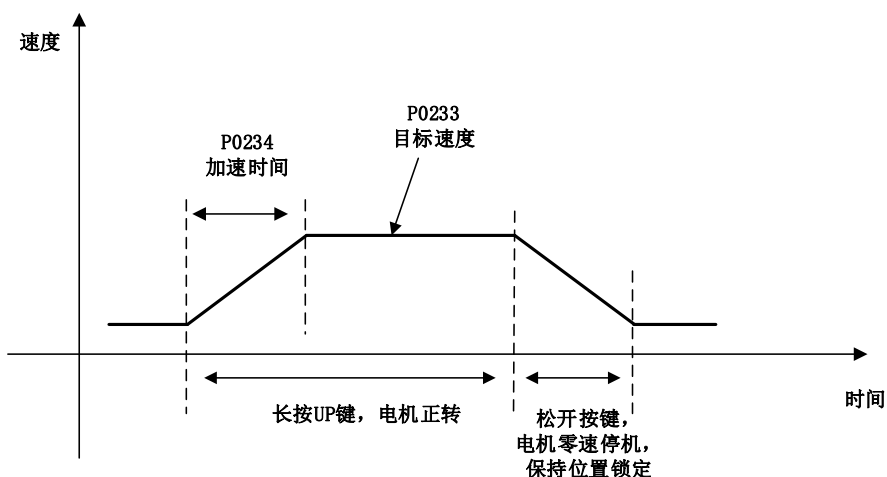 速度
P0233
目标速度
P0234
加速时间
长按UP键，电机正转
时间
松开按键，
电机零速停机，
保持位置锁定